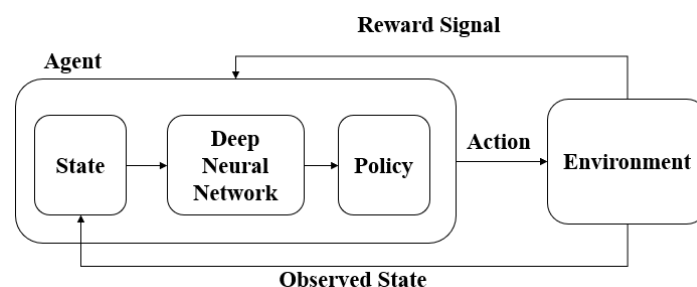 Reward Signal
Agent
State
Deep
Neural
Network
Policy
Action
Environment
Observed State